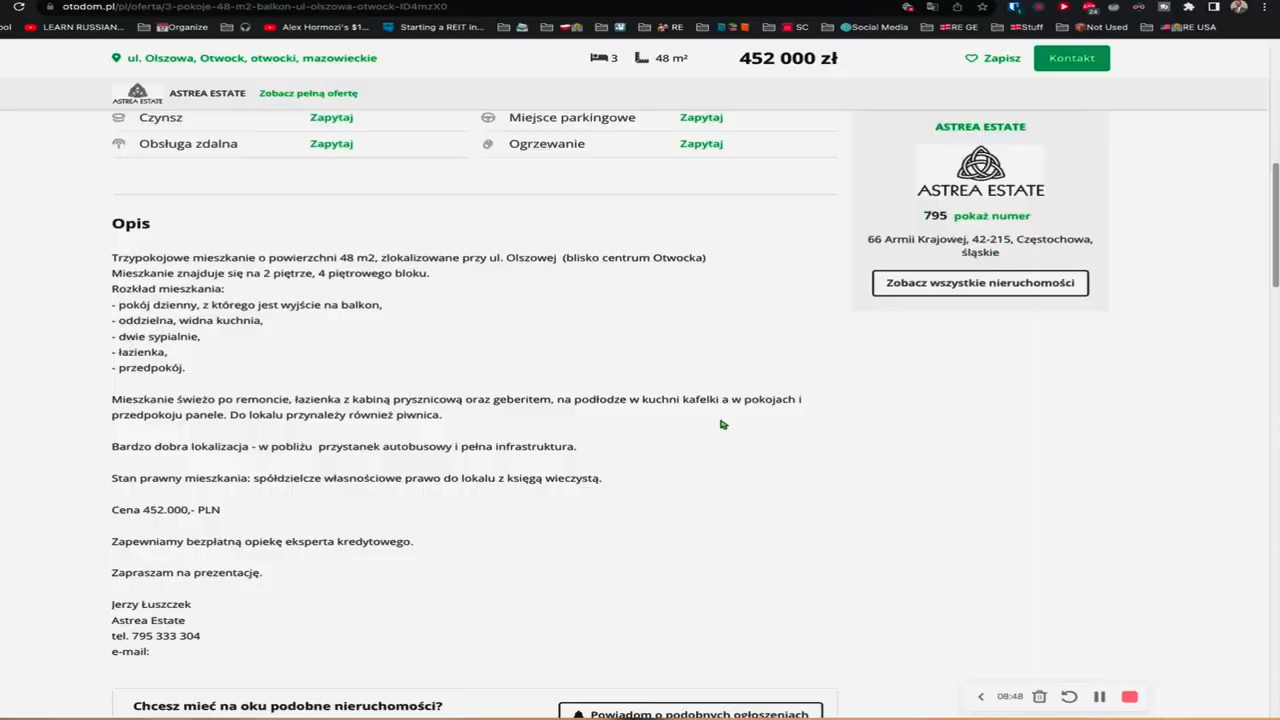 otodom.pl/pl/oferta/3-pokoje-48-m2-balkon-ul-olszowa-otwock-ID4mzX0
LEARN RUSSIAN... Organize Alex Hormozi's $1... Starting a REIT in... RE SC Social Media RE GE Stuff Not Used RE USA
ul. Olszowa, Otwock, otwocki, mazowieckie 3 48 m² 452 000 zł Zapisz Kontakt
ASTREA ESTATE ASTREA ESTATE Zobacz pełną ofertę
Czynsz Zapytaj Miejsce parkingowe Zapytaj
Obsługa zdalna Zapytaj Ogrzewanie Zapytaj
ASTREA ESTATE
ASTREA ESTATE
795 pokaż numer
66 Armii Krajowej, 42-215, Częstochowa,
śląskie
Zobacz wszystkie nieruchomości
Opis
Trzypokojowe mieszkanie o powierzchni 48 m2, zlokalizowane przy ul. Olszowej (blisko centrum Otwocka)
Mieszkanie znajduje się na 2 piętrze, 4 piętrowego bloku.
Rozkład mieszkania:
- pokój dzienny, z którego jest wyjście na balkon,
- oddzielna, widna kuchnia,
- dwie sypialnie,
- łazienka,
- przedpokój.
Mieszkanie świeżo po remoncie, łazienka z kabiną prysznicową oraz geberitem, na podłodze w kuchni kafelki a w pokojach i
przedpokoju panele. Do lokalu przynależy również piwnica.
Bardzo dobra lokalizacja - w pobliżu przystanek autobusowy i pełna infrastruktura.
Stan prawny mieszkania: spółdzielcze własnościowe prawo do lokalu z księgą wieczystą.
Cena 452.000,- PLN
Zapewniamy bezpłatną opiekę eksperta kredytowego.
Zapraszam na prezentację.
Jerzy Łuszczek
Astrea Estate
tel. 795 333 304
e-mail:
Chcesz mieć na oku podobne nieruchomości? Powiadom o podobnych ogłoszeniach
08:48